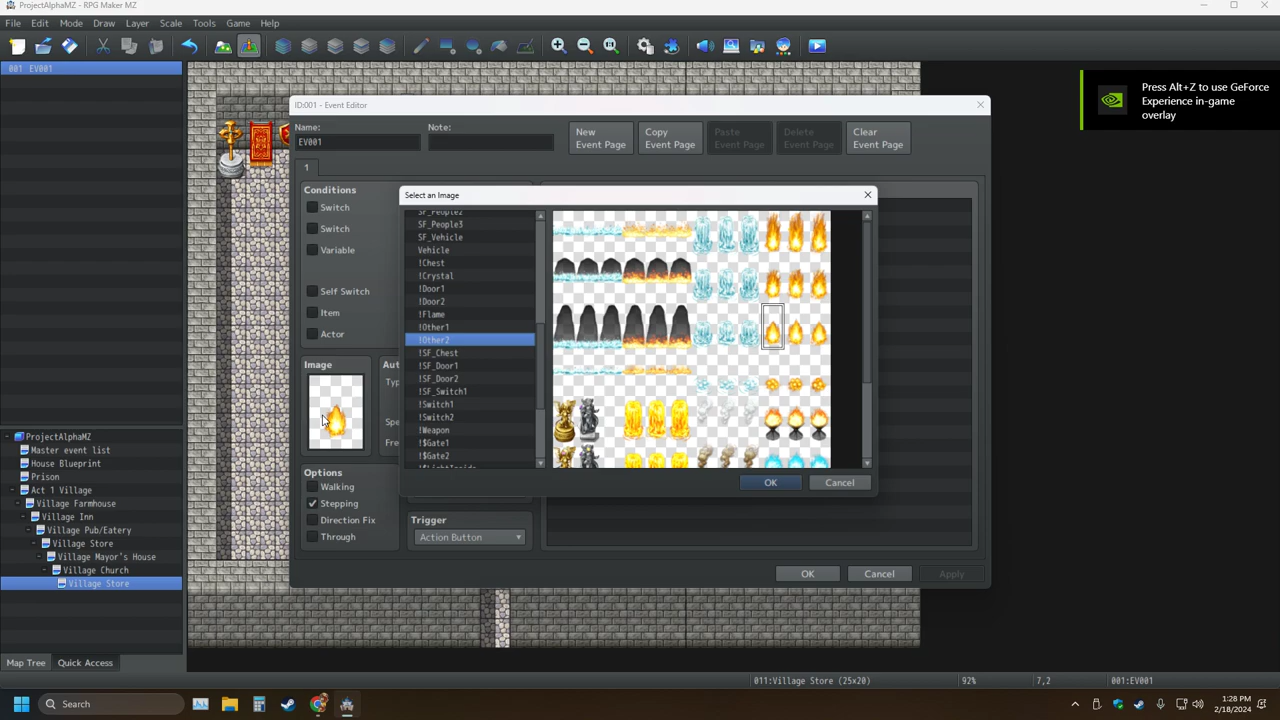 ProjectAlphaMZ - RPG Maker MZ
File Edit Mode Draw Layer Scale Tools Game Help
001 EV001
Press Alt+Z to use GeForce
Experience in-game
overlay
ID:001 - Event Editor
Name:
EV001
Note:
New
Event Page
Copy
Event Page
Paste
Event Page
Delete
Event Page
Clear
Event Page
1
Conditions
Switch
Switch
Variable
Self Switch
Item
Actor
Image
Select an Image
SF_People2
SF_People3
SF_Vehicle
Vehicle
!Chest
!Crystal
!Door1
!Door2
!Flame
!Other1
!Other2
!SF_Chest
!SF_Door1
!SF_Door2
!SF_Switch1
!Switch1
!Switch2
!Weapon
!$Gate1
!$Gate2
OK
Cancel
Options
Walking
Stepping
Direction Fix
Through
Trigger
Action Button
OK
Cancel
Apply
ProjectAlphaMZ
Master event list
House Blueprint
Prison
Act 1 Village
Village Farmhouse
Village Inn
Village Pub/Eatery
Village Store
Village Mayor's House
Village Church
Village Store
Map Tree
Quick Access
011:Village Store (25x20)
92%
7,2
001:EV001
Search
1:28 PM
2/18/2024